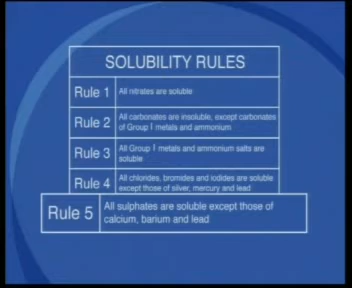 SOLUBILITY RULES
Rule 1
All nitrates are soluble
Rule 2
All carbonates are insoluble, except carbonates
of Group I metals and ammonium
Rule 3
All Group I metals and ammonium salts are
soluble
Rule 4
All chlorides, bromides and iodides are soluble
except those of silver, mercury and lead
Rule 5
All sulphates are soluble except those of
calcium, barium and lead